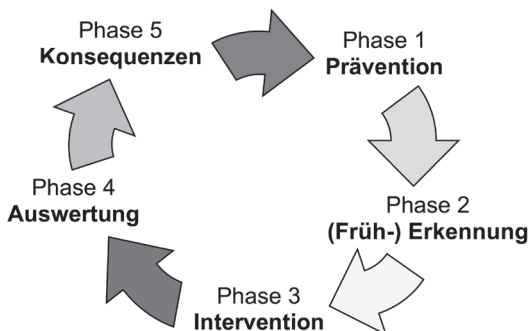 Phase 5
Konsequenzen
Phase 1
Prävention
Phase 4
Auswertung
Phase 2
(Früh-) Erkennung
Phase 3
Intervention